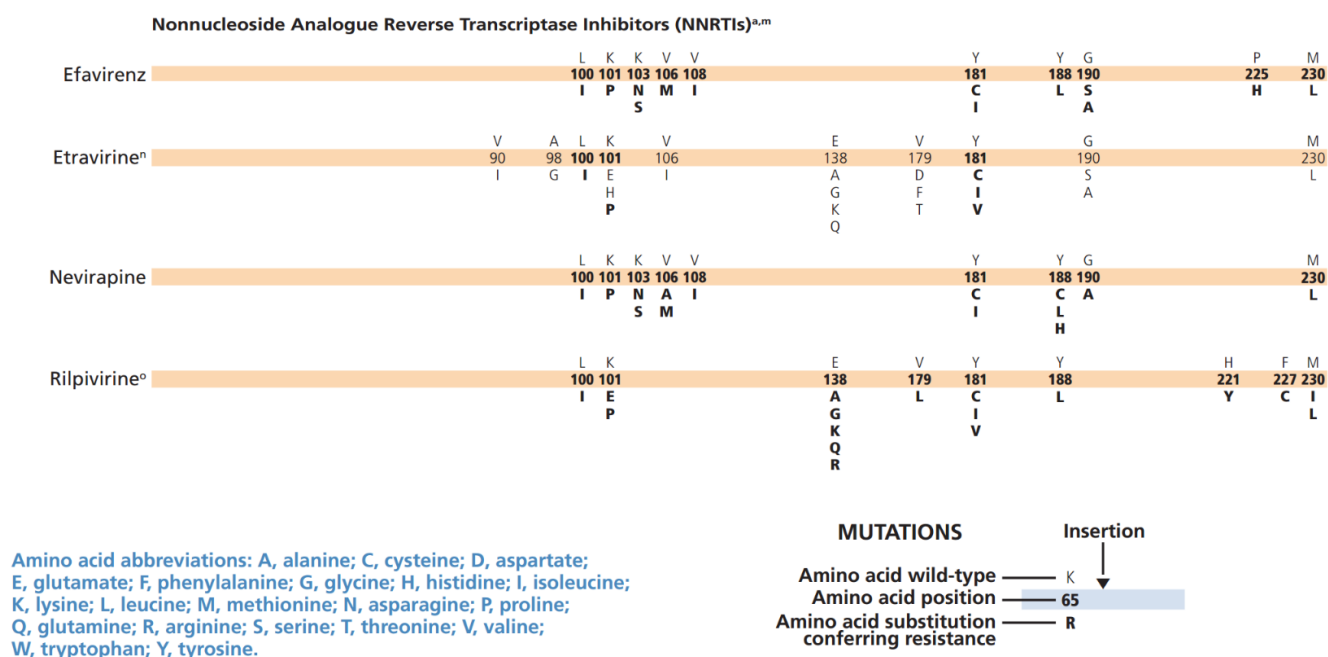 Nonnucleoside Analogue Reverse Transcriptase Inhibitors (NNRTIs)a,m
L K K V V Y Y G P M
Efavirenz 100 101 103 106 108 181 188 190 225 230
I P N M I C L S H L
S I A
V A L K V E V Y G M
Etravirineⁿ 90 98 100 101 106 138 179 181 190 230
I G I E I A D C S L
H G F I A
P K T V
Q
L K K V V Y Y G M
Nevirapine 100 101 103 106 108 181 188 190 230
I P N A I C C A L
S M I L
H
L K E V Y Y H F M
Rilpivirineᵒ 100 101 138 179 181 188 221 227 230
I E A L C L Y C I
P G I L
K V
Q
R
MUTATIONS Insertion
Amino acid wild-type K
Amino acid position 65
Amino acid substitution R
conferring resistance
Amino acid abbreviations: A, alanine; C, cysteine; D, aspartate;
E, glutamate; F, phenylalanine; G, glycine; H, histidine; I, isoleucine;
K, lysine; L, leucine; M, methionine; N, asparagine; P, proline;
Q, glutamine; R, arginine; S, serine; T, threonine; V, valine;
W, tryptophan; Y, tyrosine.